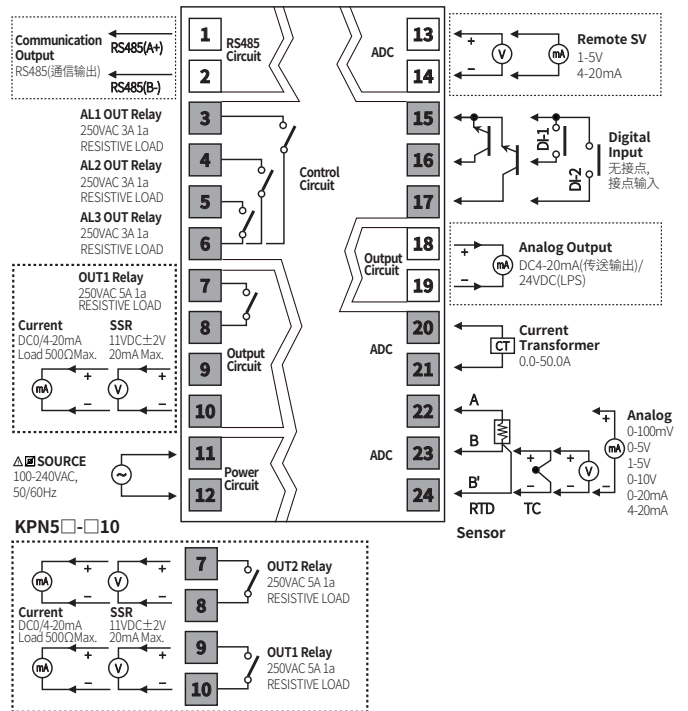 Communication
Output
RS485(通信输出)
RS485(A+)
RS485(B-)
1
2
RS485
Circuit
ADC
13
14
+
−
V
mA
Remote SV
1-5V
4-20mA
AL1 OUT Relay
250VAC 3A 1a
RESISTIVE LOAD
AL2 OUT Relay
250VAC 3A 1a
RESISTIVE LOAD
AL3 OUT Relay
250VAC 3A 1a
RESISTIVE LOAD
3
4
5
6
Control
Circuit
15
16
17
DI-1
DI-2
Digital
Input
无接点,
接点输入
Output
Circuit
18
19
+
−
mA
Analog Output
DC4-20mA(传送输出)/
24VDC(LPS)
OUT1 Relay
250VAC 5A 1a
RESISTIVE LOAD
Current
DC0/4-20mA
Load 500ΩMax.
SSR
11VDC±2V
20mA Max.
mA
+
−
V
+
−
7
8
9
10
Output
Circuit
ADC
20
21
CT
Current
Transformer
0.0-50.0A
SOURCE
100-240VAC,
50/60Hz
11
12
Power
Circuit
ADC
22
23
24
A
B
B'
RTD
+
−
TC
+
−
V
+
−
mA
Analog
0-100mV
0-5V
1-5V
0-10V
0-20mA
4-20mA
Sensor
KPN5□-□10
mA
+
−
V
+
−
7
8
OUT2 Relay
250VAC 5A 1a
RESISTIVE LOAD
Current
DC0/4-20mA
Load 500ΩMax.
SSR
11VDC±2V
20mA Max.
mA
+
−
V
+
−
9
10
OUT1 Relay
250VAC 5A 1a
RESISTIVE LOAD